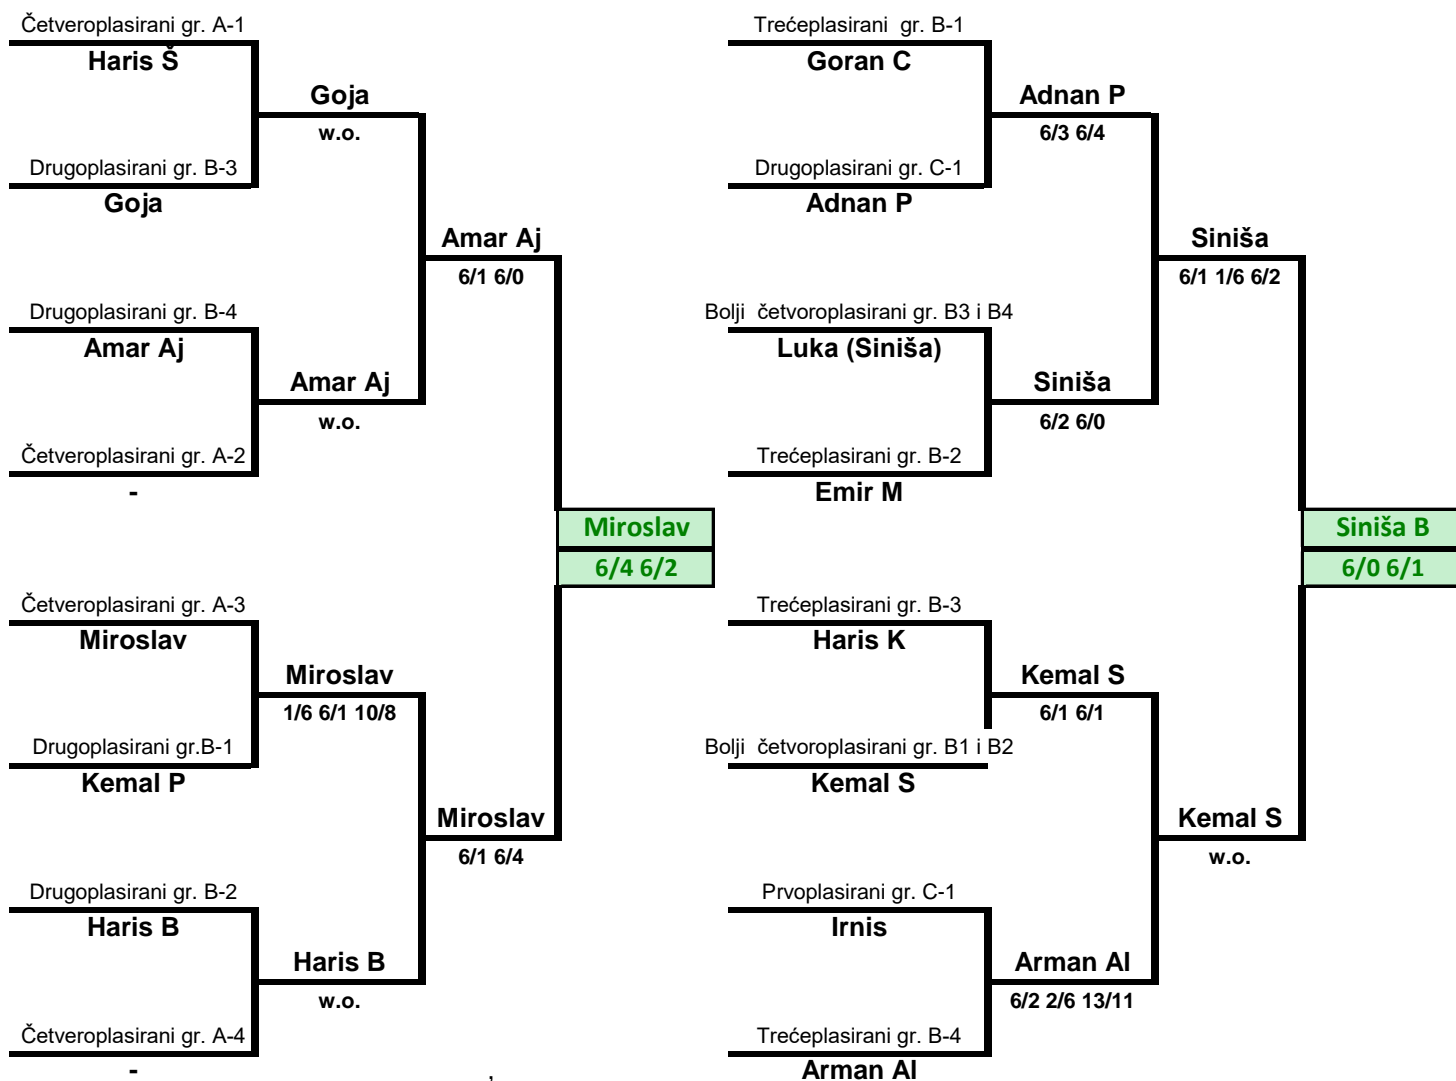 Četveroplasirani gr. A-1
Haris Š
Goja
w.o.
Drugoplasirani gr. B-3
Goja
Amar Aj
6/1 6/0
Drugoplasirani gr. B-4
Amar Aj
Amar Aj
w.o.
Četveroplasirani gr. A-2
-
Miroslav
6/4 6/2
Četveroplasirani gr. A-3
Miroslav
Miroslav
1/6 6/1 10/8
Drugoplasirani gr.B-1
Kemal P
Miroslav
6/1 6/4
Drugoplasirani gr. B-2
Haris B
Haris B
w.o.
Četveroplasirani gr. A-4
-
,
Trećeplasirani gr. B-1
Goran C
Adnan P
6/3 6/4
Drugoplasirani gr. C-1
Adnan P
Siniša
6/1 1/6 6/2
Bolji četvoroplasirani gr. B3 i B4
Luka (Siniša)
Siniša
6/2 6/0
Trećeplasirani gr. B-2
Emir M
Siniša B
6/0 6/1
Trećeplasirani gr. B-3
Haris K
Kemal S
6/1 6/1
Bolji četvoroplasirani gr. B1 i B2
Kemal S
Kemal S
w.o.
Prvoplasirani gr. C-1
Irnis
Arman Al
6/2 2/6 13/11
Trećeplasirani gr. B-4
Arman Al